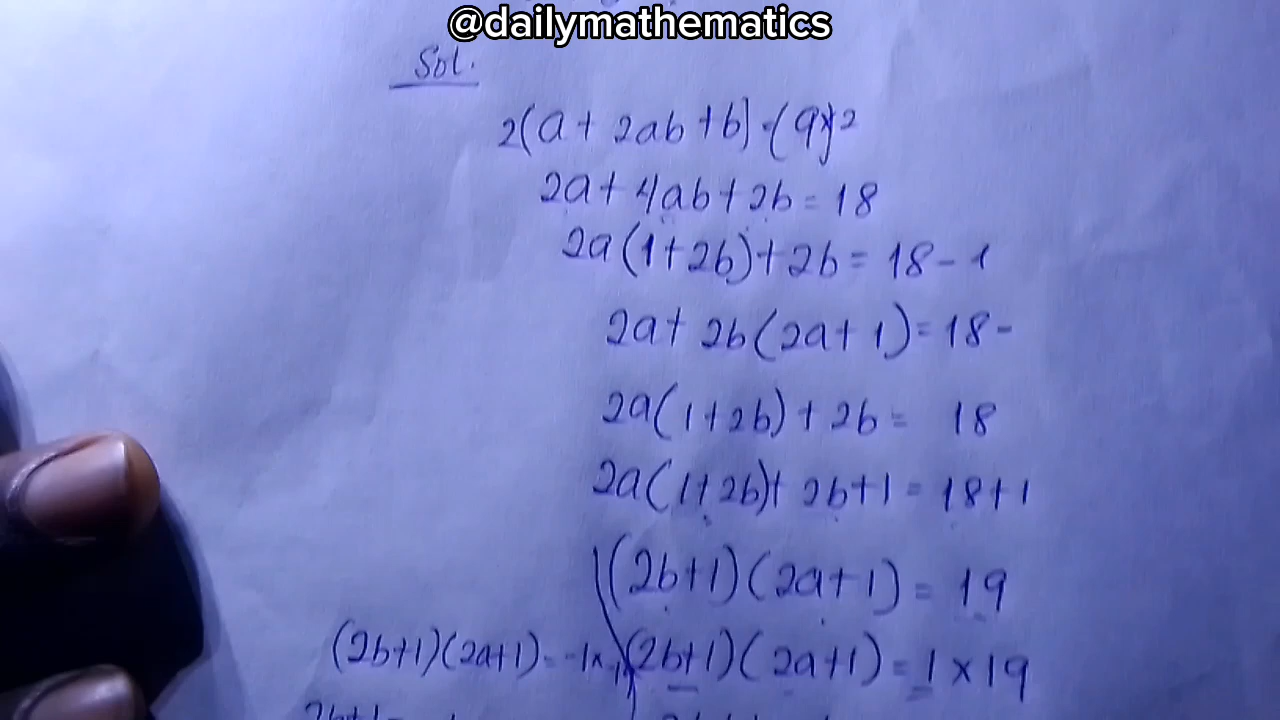 @dailymathematics
Sol.
2(a + 2ab + b) = (9)2
2a + 4ab + 2b = 18
2a(1+2b)+2b = 18-1
2a + 2b(2a+1) = 18-
2a(1+2b)+2b = 18
2a(1+2b)+2b+1 = 18+1
(2b+1)(2a+1) = 19
(2b+1)(2a+1) = -1x
(2b+1)(2a+1) = 1x19